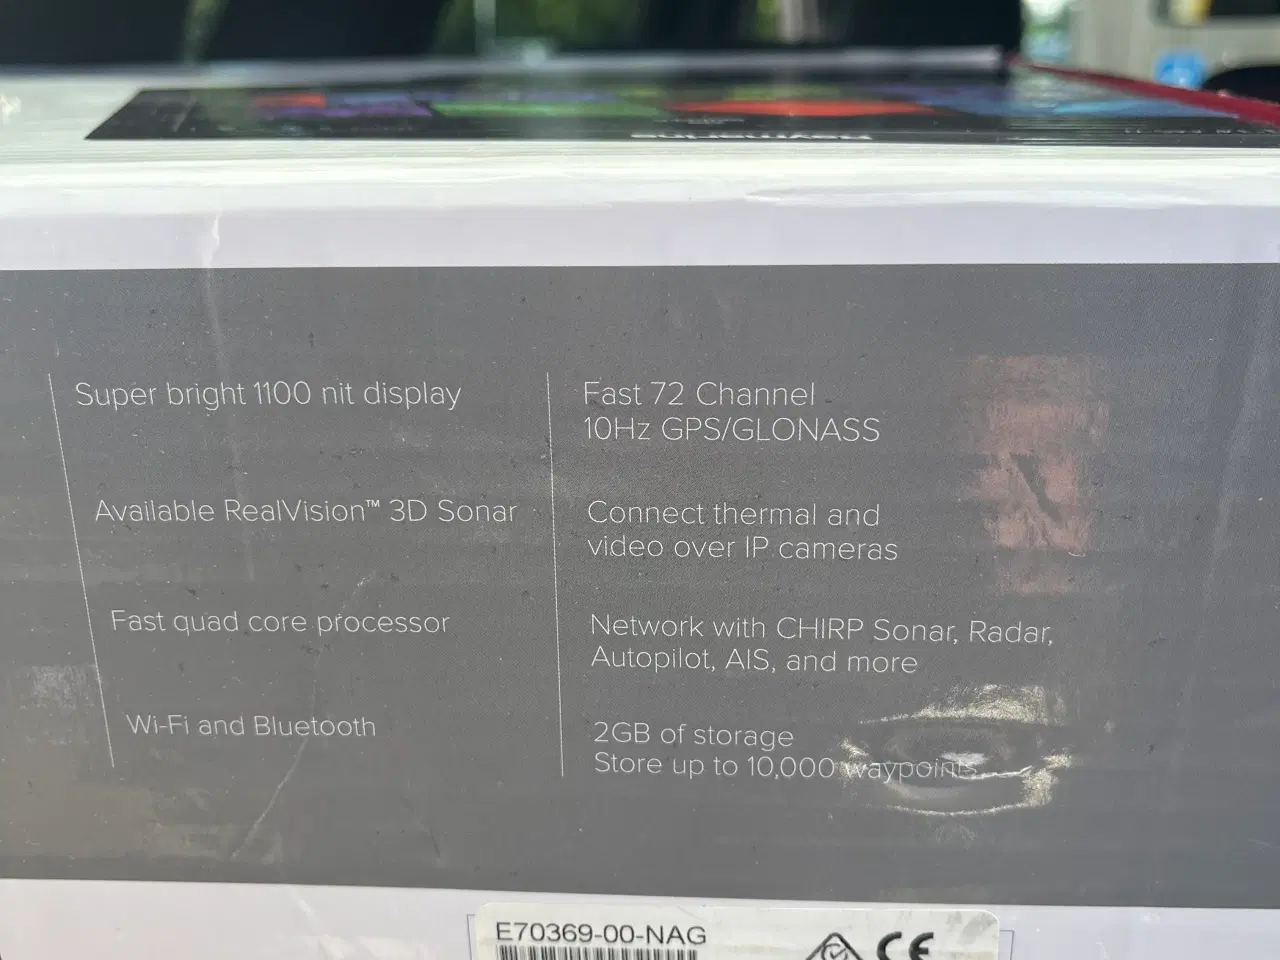 Super bright 1100 nit display
Available RealVision™ 3D Sonar
Fast quad core processor
Wi-Fi and Bluetooth
Fast 72 Channel
10Hz GPS/GLONASS
Connect thermal and
video over IP cameras
Network with CHIRP Sonar, Radar,
Autopilot, AIS, and more
2GB of storage
Store up to 10,000 waypoints
E70369-00-NAG
CE